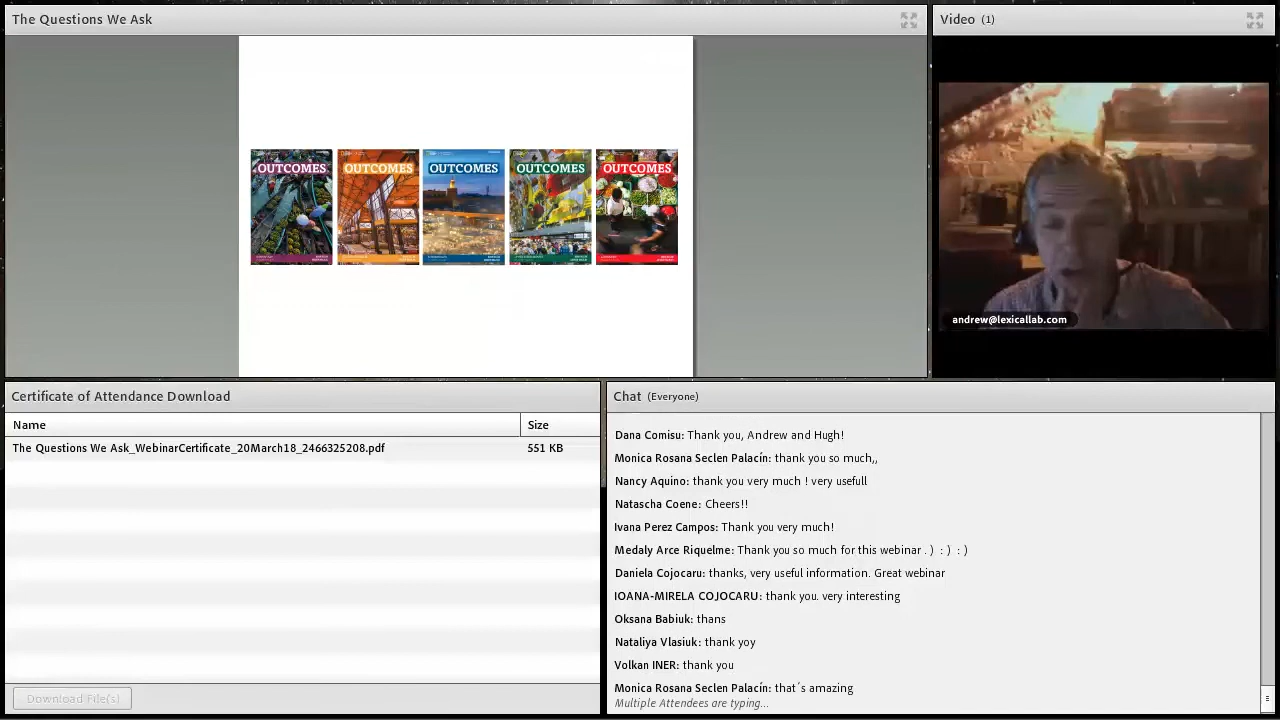 The Questions We Ask
OUTCOMES OUTCOMES OUTCOMES OUTCOMES OUTCOMES
Video (1)
andrew@lexicallab.com
Certificate of Attendance Download
Name Size
The Questions We Ask_WebinarCertificate_20March18_2466325208.pdf 551 KB
Download File(s)
Chat (Everyone)
Dana Comisu: Thank you, Andrew and Hugh!
Monica Rosana Seclen Palacín: thank you so much,,
Nancy Aquino: thank you very much ! very usefull
Natascha Coene: Cheers!!
Ivana Perez Campos: Thank you very much!
Medaly Arce Riquelme: Thank you so much for this webinar . ) : ) : )
Daniela Cojocaru: thanks, very useful information. Great webinar
IOANA-MIRELA COJOCARU: thank you. very interesting
Oksana Babiuk: thans
Nataliya Vlasiuk: thank yoy
Volkan INER: thank you
Monica Rosana Seclen Palacín: that´s amazing
Multiple Attendees are typing...